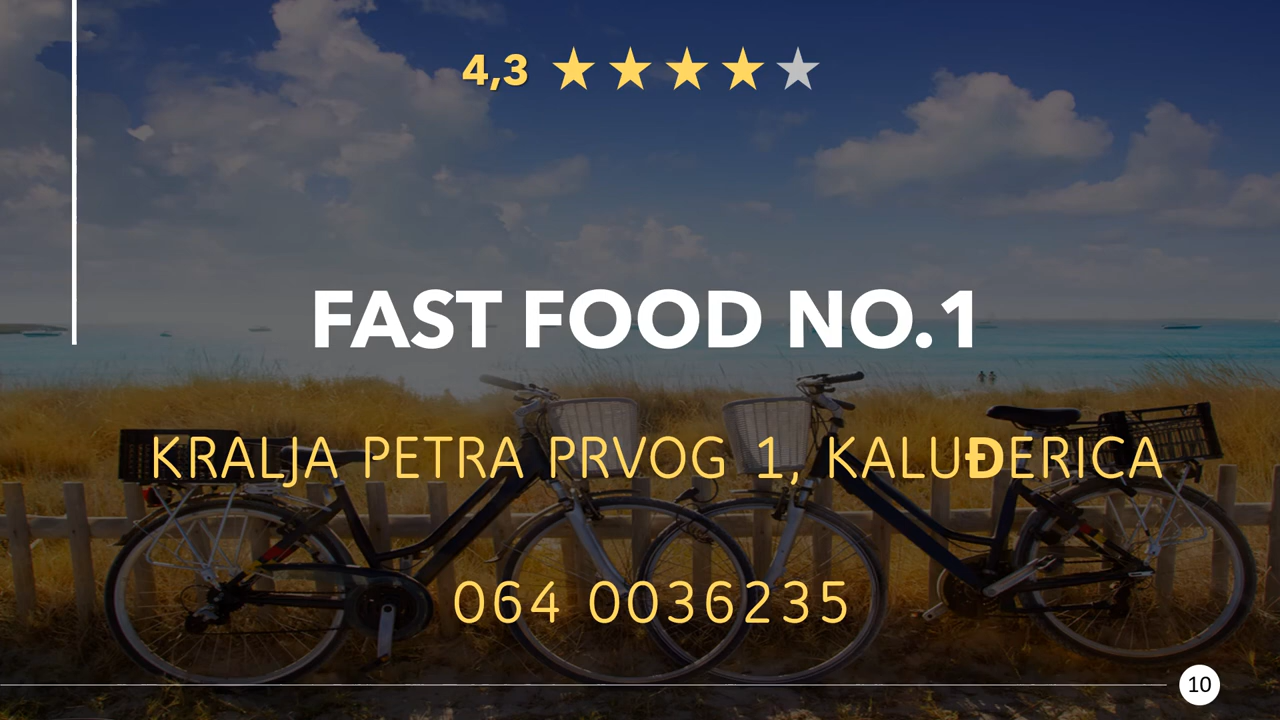 4,3
FAST FOOD NO.1
KRALJA PETRA PRVOG 1, KALUĐERICA
064 0036235
10